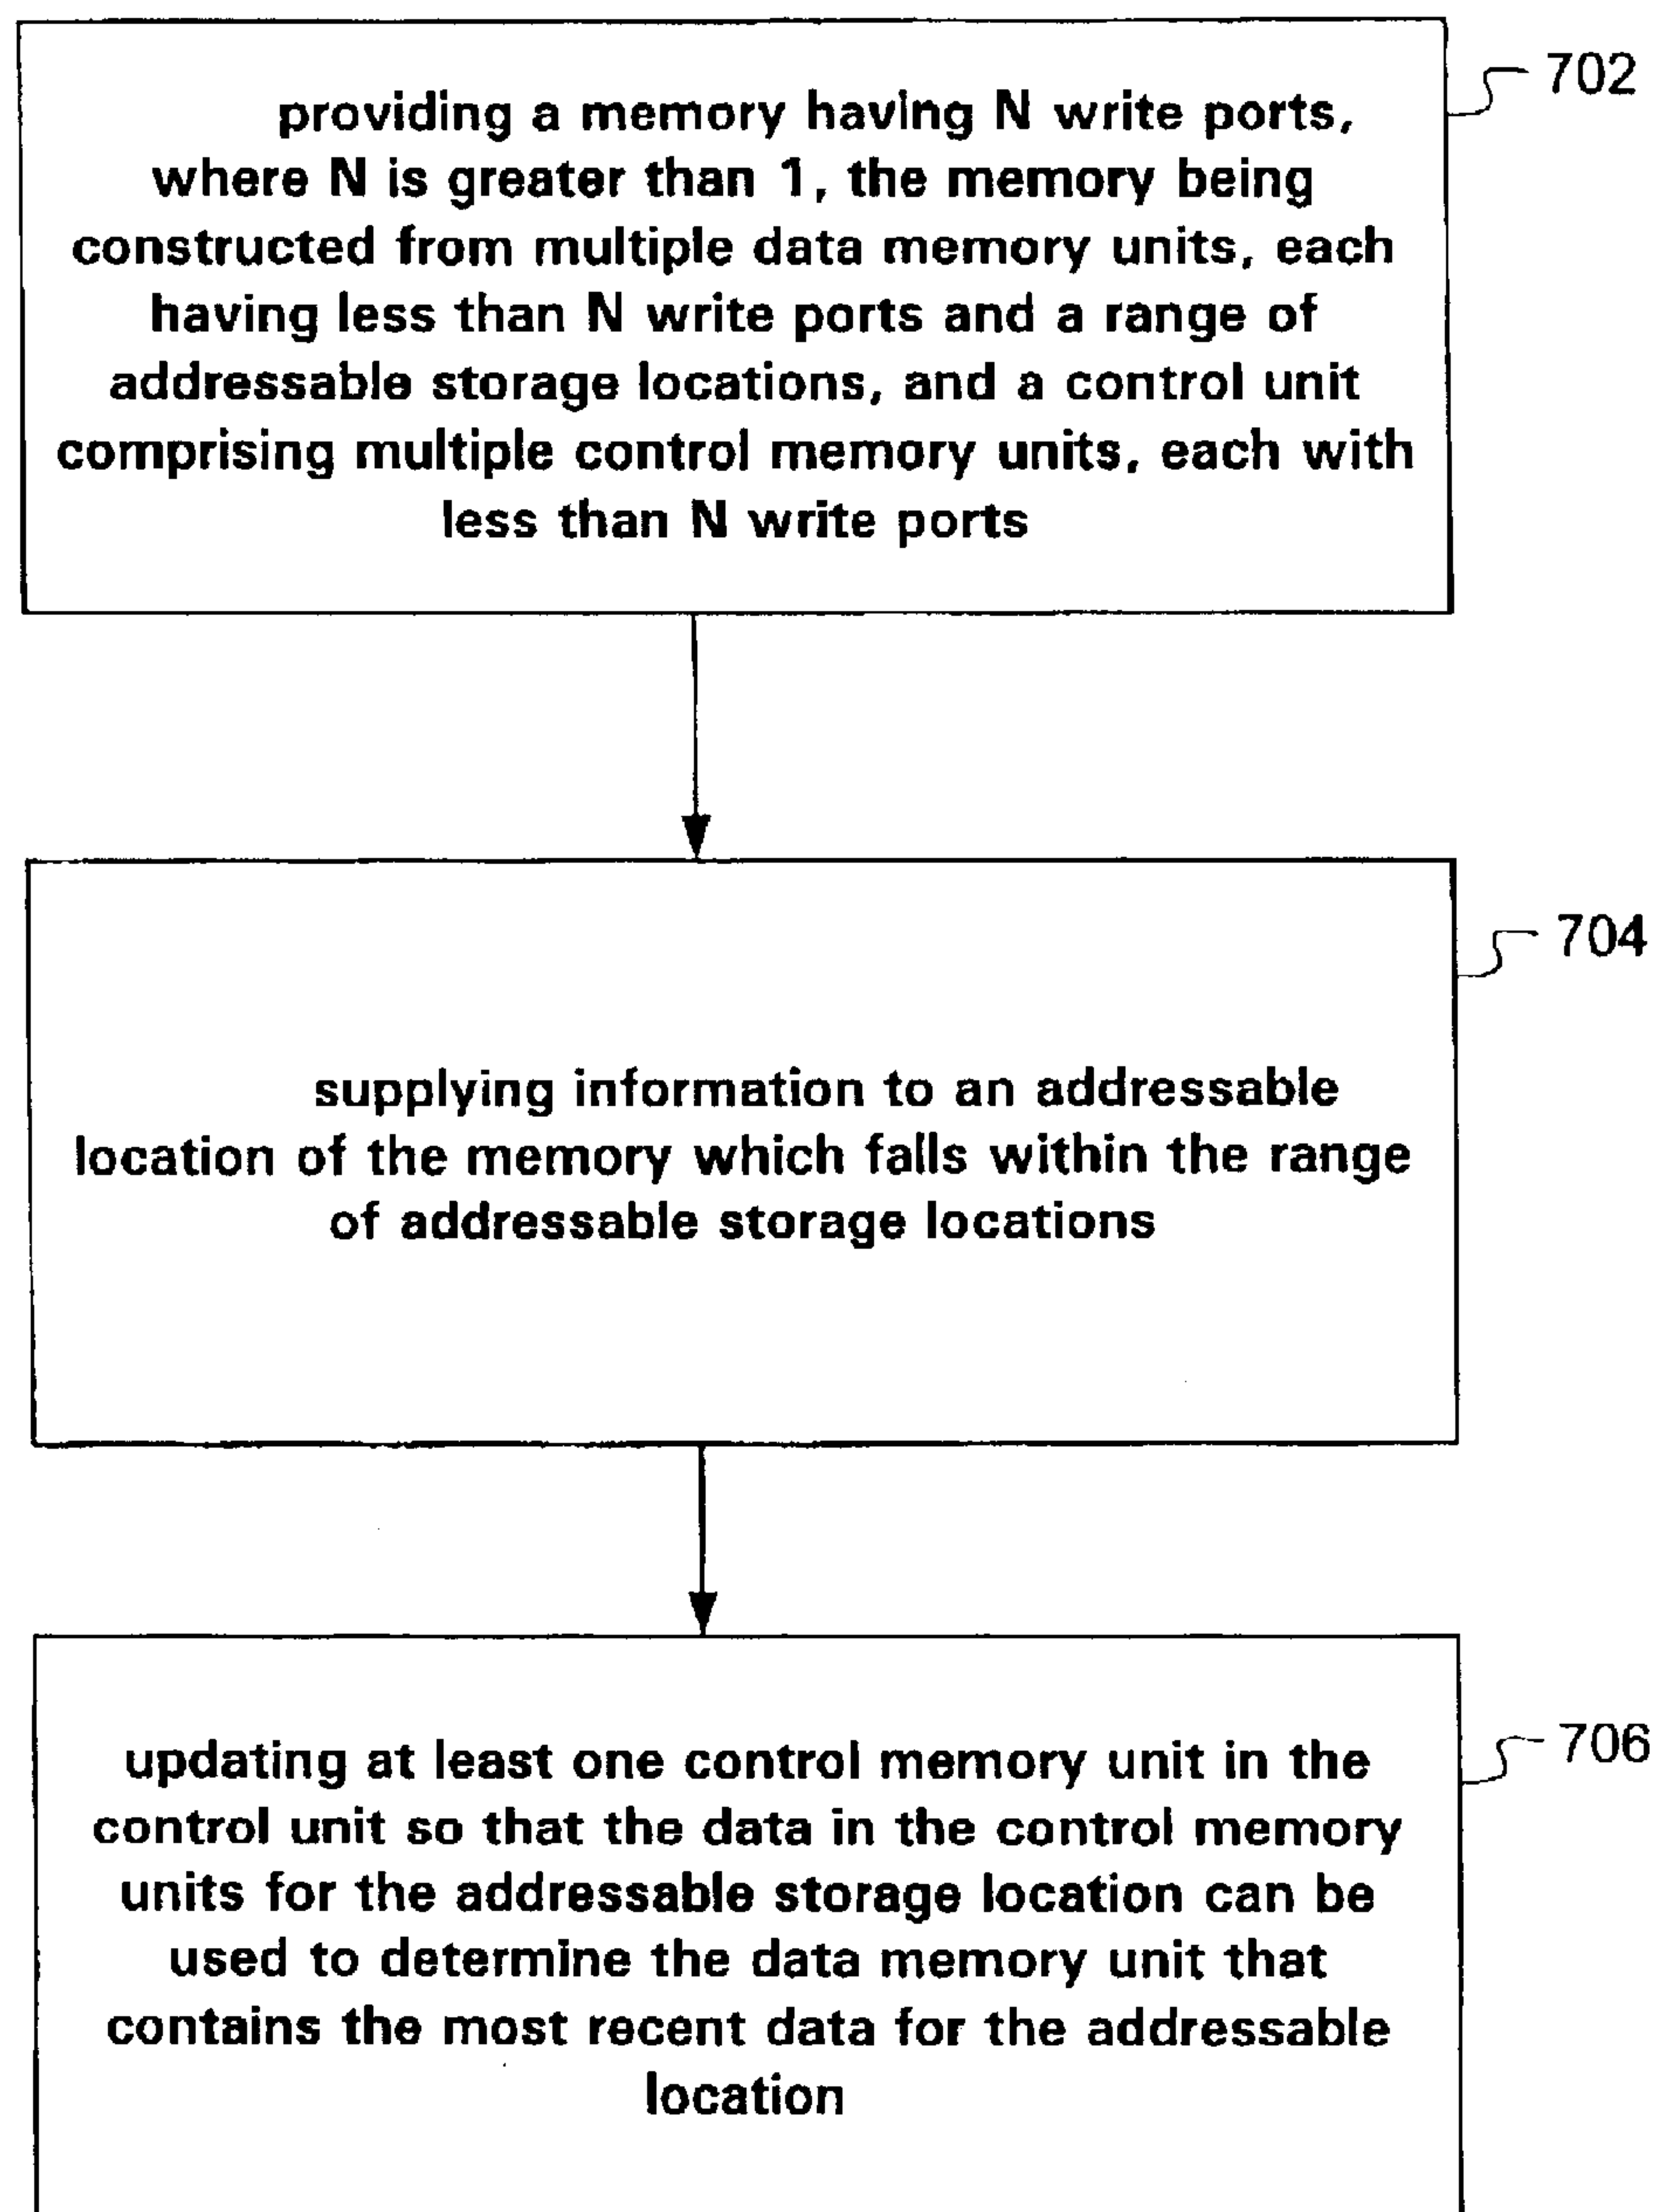 702
providing a memory having N write ports,
where N is greater than 1, the memory being
constructed from multiple data memory units, each
having less than N write ports and a range of
addressable storage locations, and a control unit
comprising multiple control memory units, each with
less than N write ports
704
supplying information to an addressable
location of the memory which falls within the range
of addressable storage locations
706
updating at least one control memory unit in the
control unit so that the data in the control memory
units for the addressable storage location can be
used to determine the data memory unit that
contains the most recent data for the addressable
location